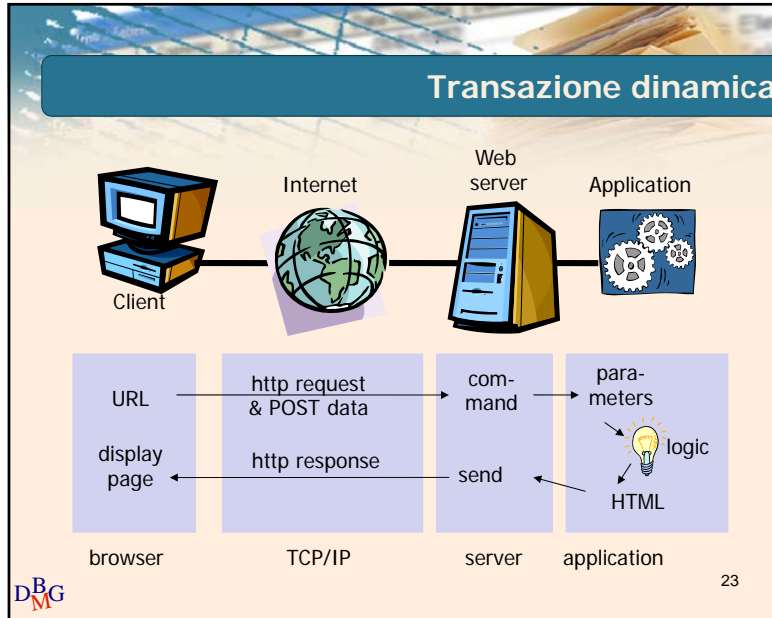 Transazione dinamica
Web
server
Internet
Application
Client
URL
http request
& POST data
com-
mand
para-
meters
logic
display
page
http response
send
HTML
browser
TCP/IP
server
application
23
DBMG